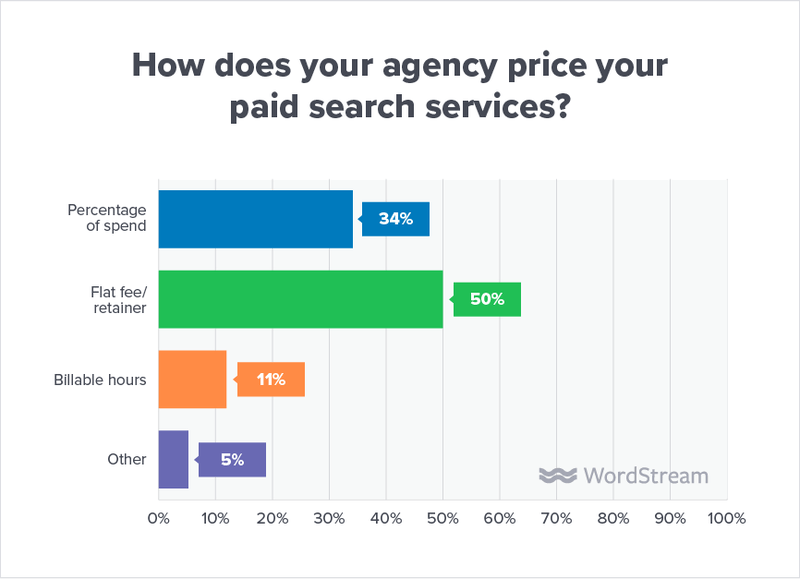 How does your agency price your
paid search services?
Percentage
of spend
34%
Flat fee/
retainer
50%
Billable hours
11%
Other
5%
WordStream
0% 10% 20% 30% 40% 50% 60% 70% 80% 90% 100%